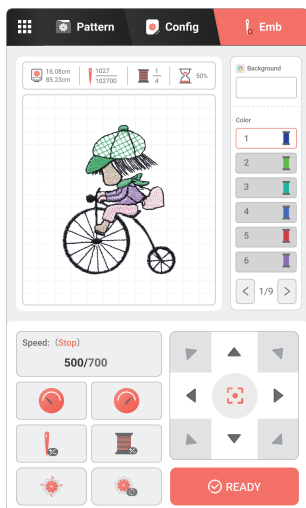 Pattern Config Emb
16.08cm 1027 1 50%
85.23cm 102700 4
Background
Color
1
2
3
4
5
6
< 1/9 >
Speed: (Stop)
500/700
READY